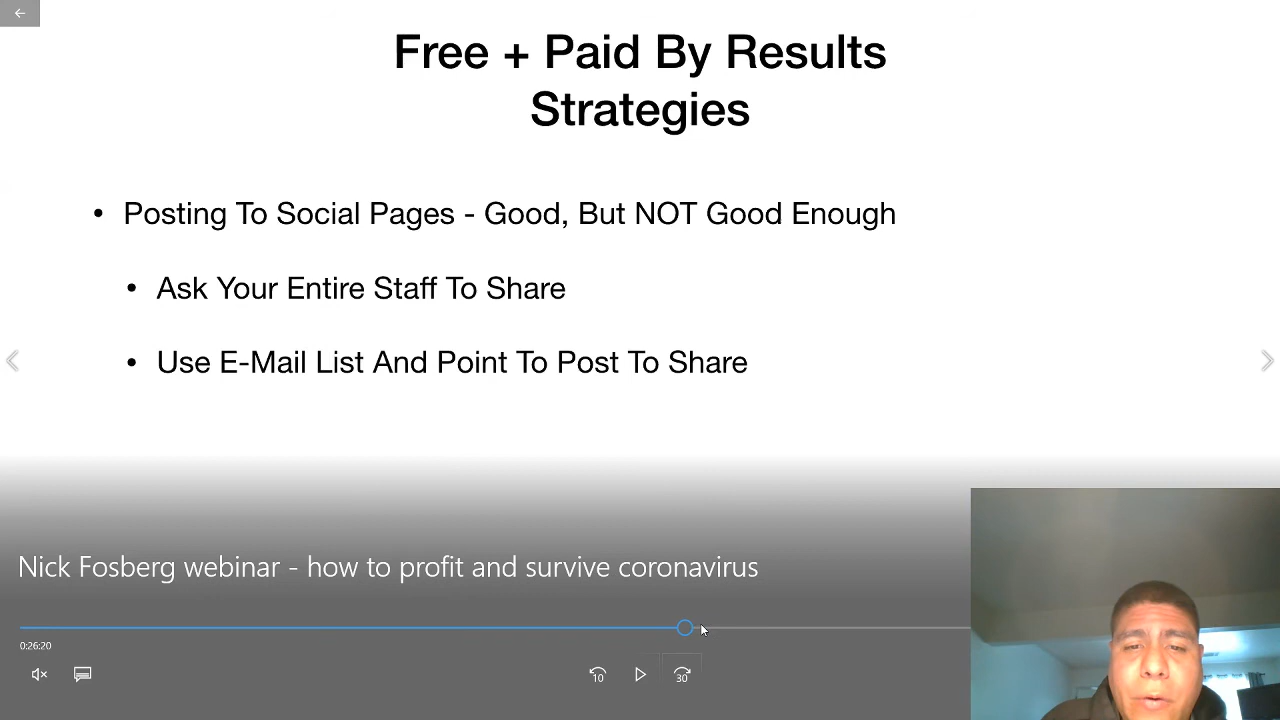 Free + Paid By Results
Strategies
• Posting To Social Pages - Good, But NOT Good Enough
• Ask Your Entire Staff To Share
• Use E-Mail List And Point To Post To Share
Nick Fosberg webinar - how to profit and survive coronavirus
0:26:20
10
30